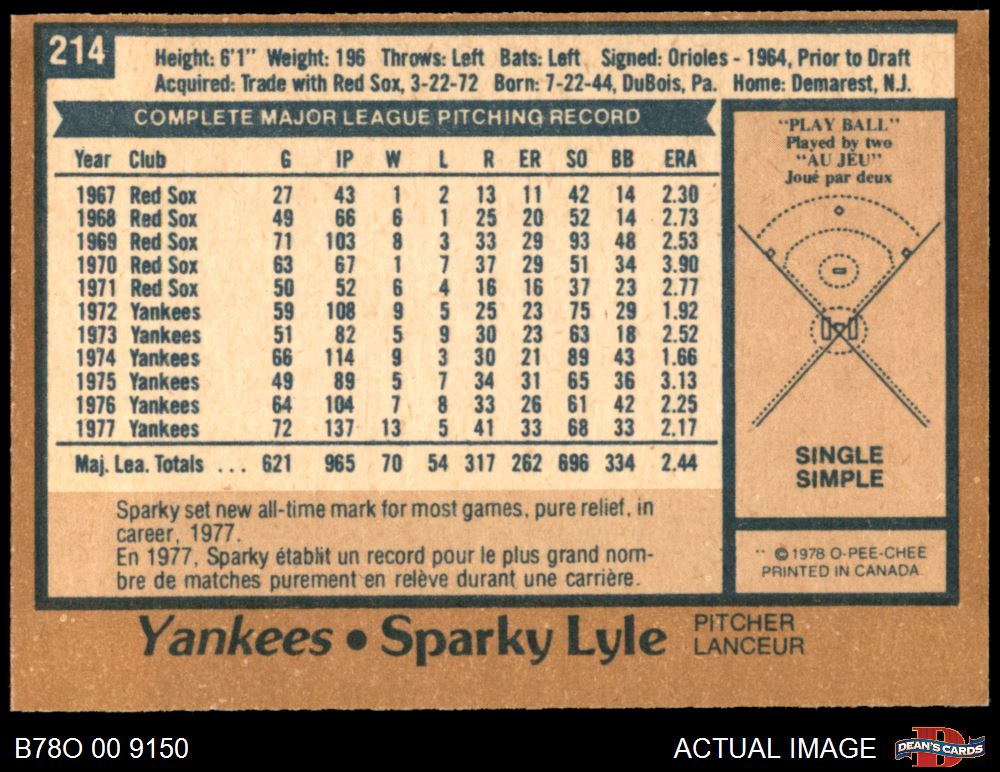 214
Height: 6'1" Weight: 196 Throws: Left Bats: Left Signed: Orioles - 1964, Prior to Draft
Acquired: Trade with Red Sox, 3-22-72 Born: 7-22-44, DuBois, Pa. Home: Demarest, N.J.
COMPLETE MAJOR LEAGUE PITCHING RECORD
Year Club G IP W L R ER SO BB ERA
1967 Red Sox 27 43 1 2 13 11 42 14 2.30
1968 Red Sox 49 66 6 1 25 20 52 14 2.73
1969 Red Sox 71 103 8 3 33 29 93 48 2.53
1970 Red Sox 63 67 1 7 37 29 51 34 3.90
1971 Red Sox 50 52 6 4 16 16 37 23 2.77
1972 Yankees 59 108 9 5 25 23 75 29 1.92
1973 Yankees 51 82 5 9 30 23 63 18 2.52
1974 Yankees 66 114 9 3 30 21 89 43 1.66
1975 Yankees 49 89 5 7 34 31 65 36 3.13
1976 Yankees 64 104 7 8 33 26 61 42 2.25
1977 Yankees 72 137 13 5 41 33 68 33 2.17
Maj. Lea. Totals ... 621 965 70 54 317 262 696 334 2.44
Sparky set new all-time mark for most games, pure relief, in
career, 1977.
En 1977, Sparky établit un record pour le plus grand nom-
bre de matches purement en relève durant une carrière.
"PLAY BALL"
Played by two
"AU JEU"
Joué par deux
SINGLE
SIMPLE
** © 1978 O-PEE-CHEE
PRINTED IN CANADA
Yankees • Sparky Lyle PITCHER
LANCEUR
B78O 00 9150
ACTUAL IMAGE
D
DEAN'S CARDS